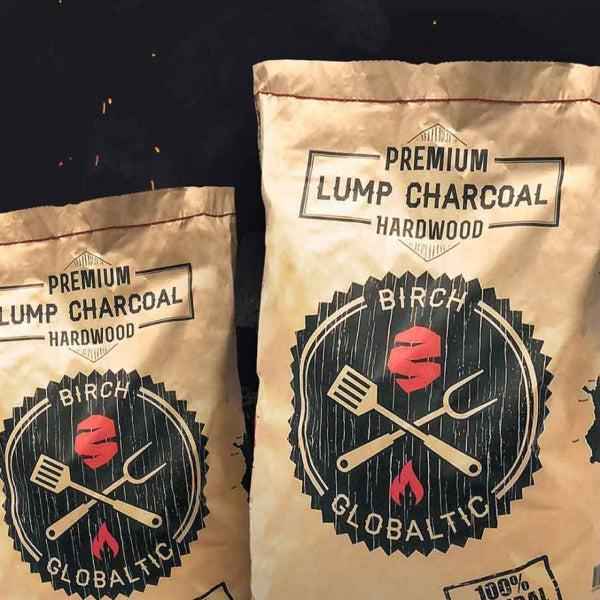 PREMIUM
LUMP CHARCOAL
HARDWOOD
BIRCH
GLOBALTIC
PREMIUM
LUMP CHARCOAL
HARDWOOD
BIRCH
GLOBALTIC
100%